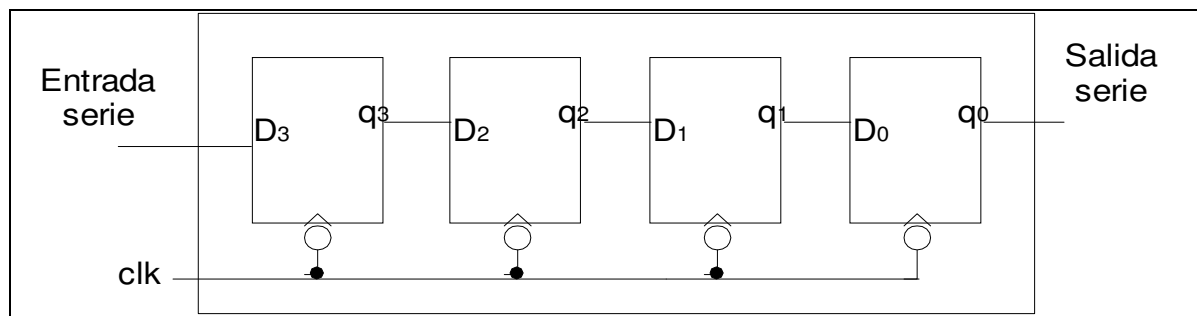 Entrada
serie
D3
q3
D2
q2
D1
q1
D0
q0
Salida
serie
clk